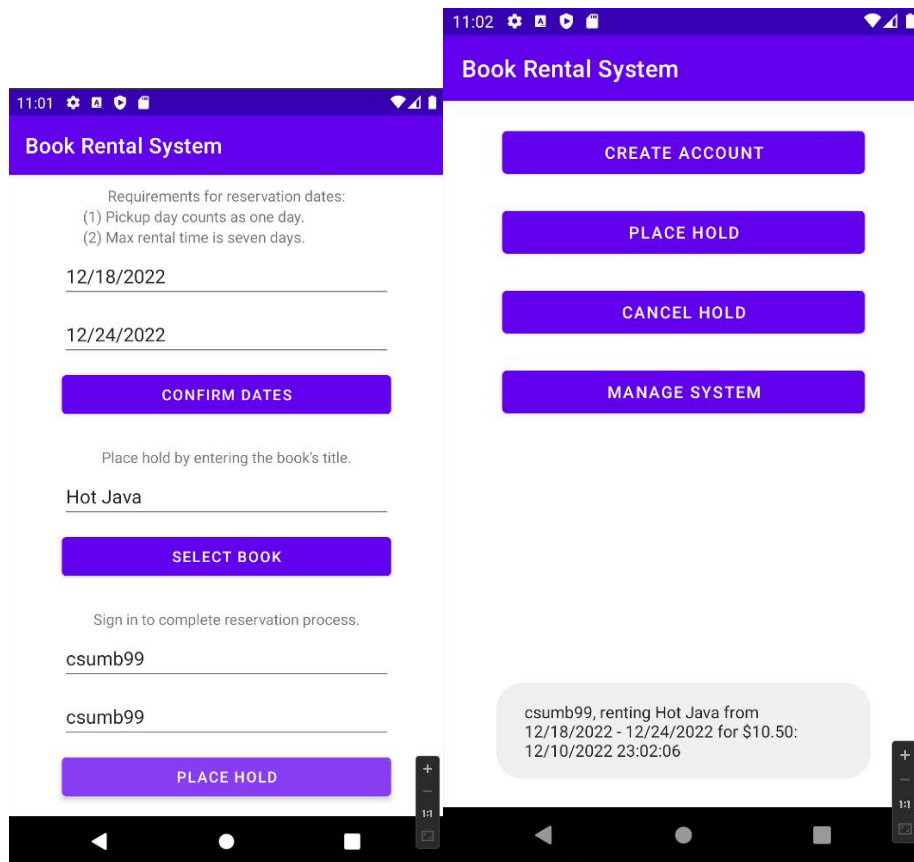 11:01
Book Rental System
Requirements for reservation dates:
(1) Pickup day counts as one day.
(2) Max rental time is seven days.
12/18/2022
12/24/2022
CONFIRM DATES
Place hold by entering the book's title.
Hot Java
SELECT BOOK
Sign in to complete reservation process.
csumb99
csumb99
PLACE HOLD
1:1
11:02
Book Rental System
CREATE ACCOUNT
PLACE HOLD
CANCEL HOLD
MANAGE SYSTEM
csumb99, renting Hot Java from
12/18/2022 - 12/24/2022 for $10.50:
12/10/2022 23:02:06
1:1